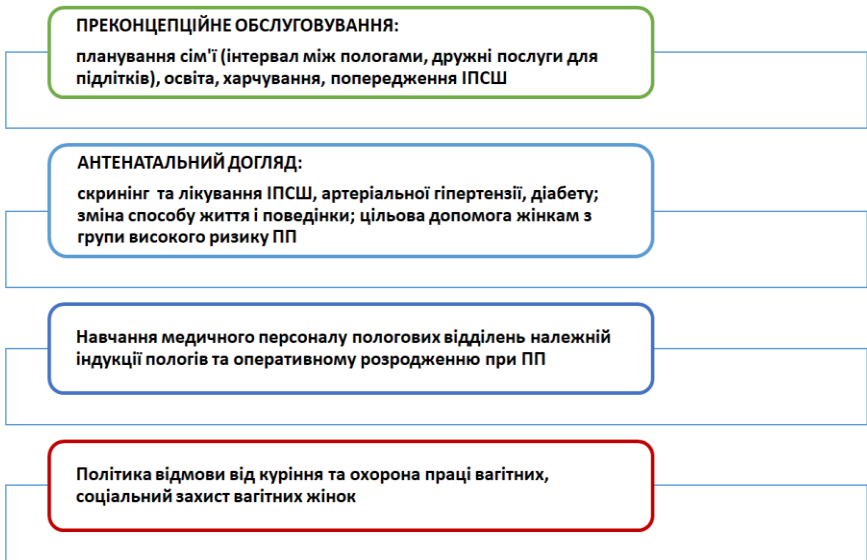 ПРЕКОНЦЕПЦІЙНЕ ОБСЛУГОВУВАННЯ:
планування сім'ї (інтервал між пологами, дружні послуги для
підлітків), освіта, харчування, попередження ІПСШ
АНТЕНАТАЛЬНИЙ ДОГЛЯД:
скринінг та лікування ІПСШ, артеріальної гіпертензії, діабету;
зміна способу життя і поведінки; цільова допомога жінкам з
групи високого ризику ПП
Навчання медичного персоналу пологових відділень належній
індукції пологів та оперативному розродженню при ПП
Політика відмови від куріння та охорона праці вагітних,
соціальний захист вагітних жінок